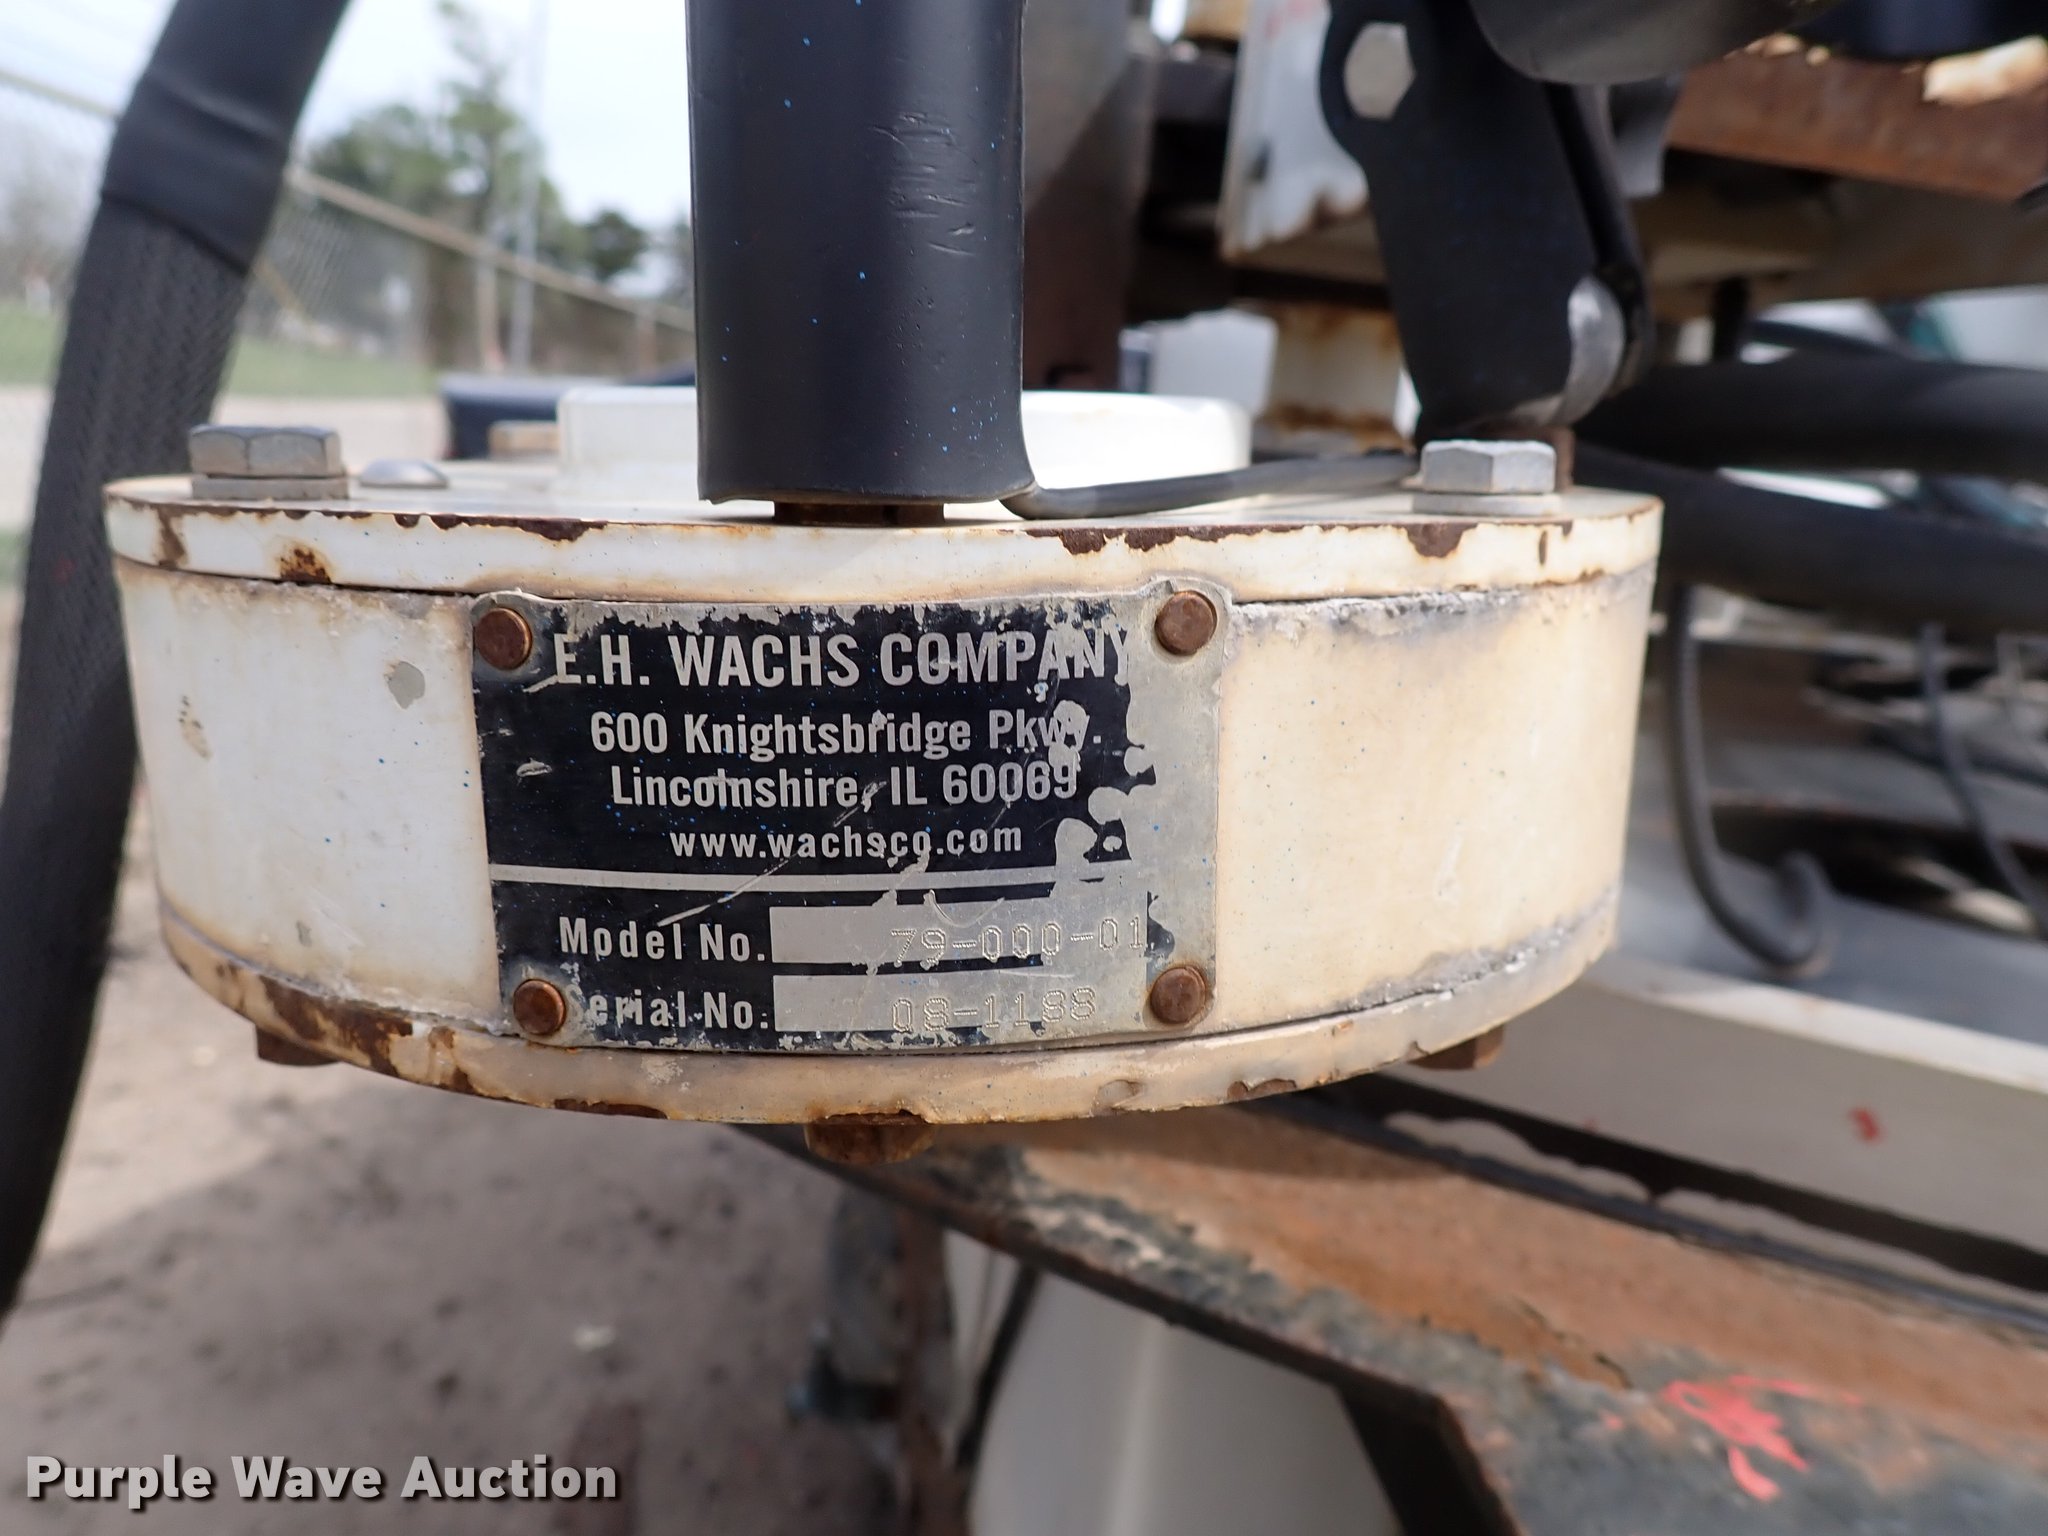 E.H. WACHS COMPANY
600 Knightsbridge Pkwy.
Lincolnshire, IL 60069
www.wachsco.com
Model No. 79-000-01
Serial No. 08-1188
Purple Wave Auction